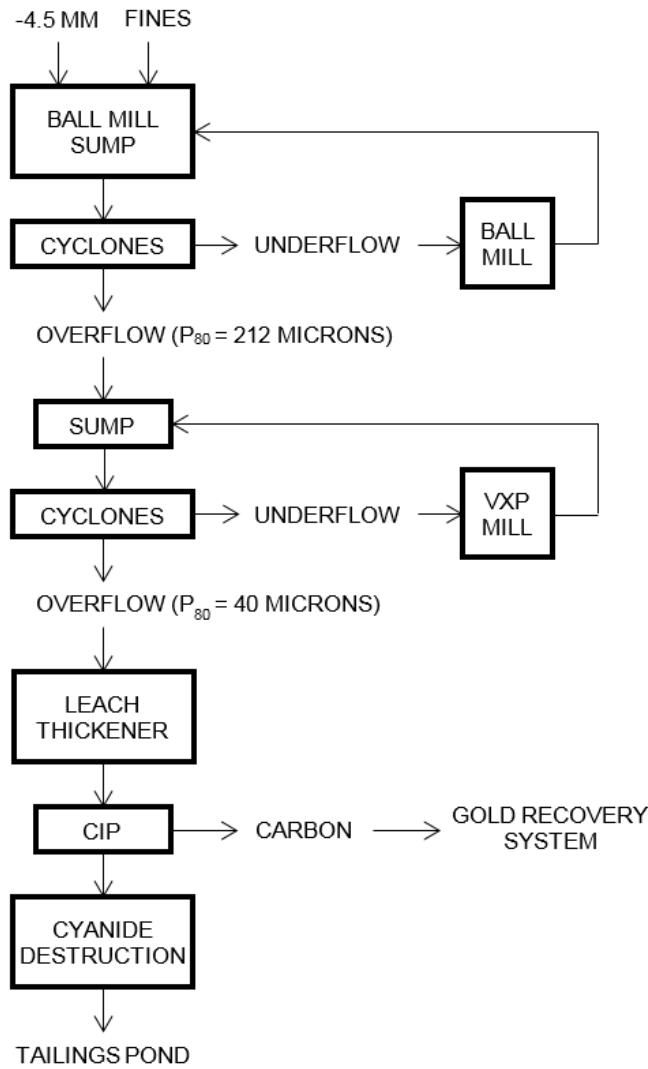 -4.5 MM FINES
BALL MILL
SUMP
CYCLONES
UNDERFLOW
BALL
MILL
OVERFLOW (P80 = 212 MICRONS)
SUMP
CYCLONES
UNDERFLOW
VXP
MILL
OVERFLOW (P80 = 40 MICRONS)
LEACH
THICKENER
CIP
CARBON
GOLD RECOVERY
SYSTEM
CYANIDE
DESTRUCTION
TAILINGS POND